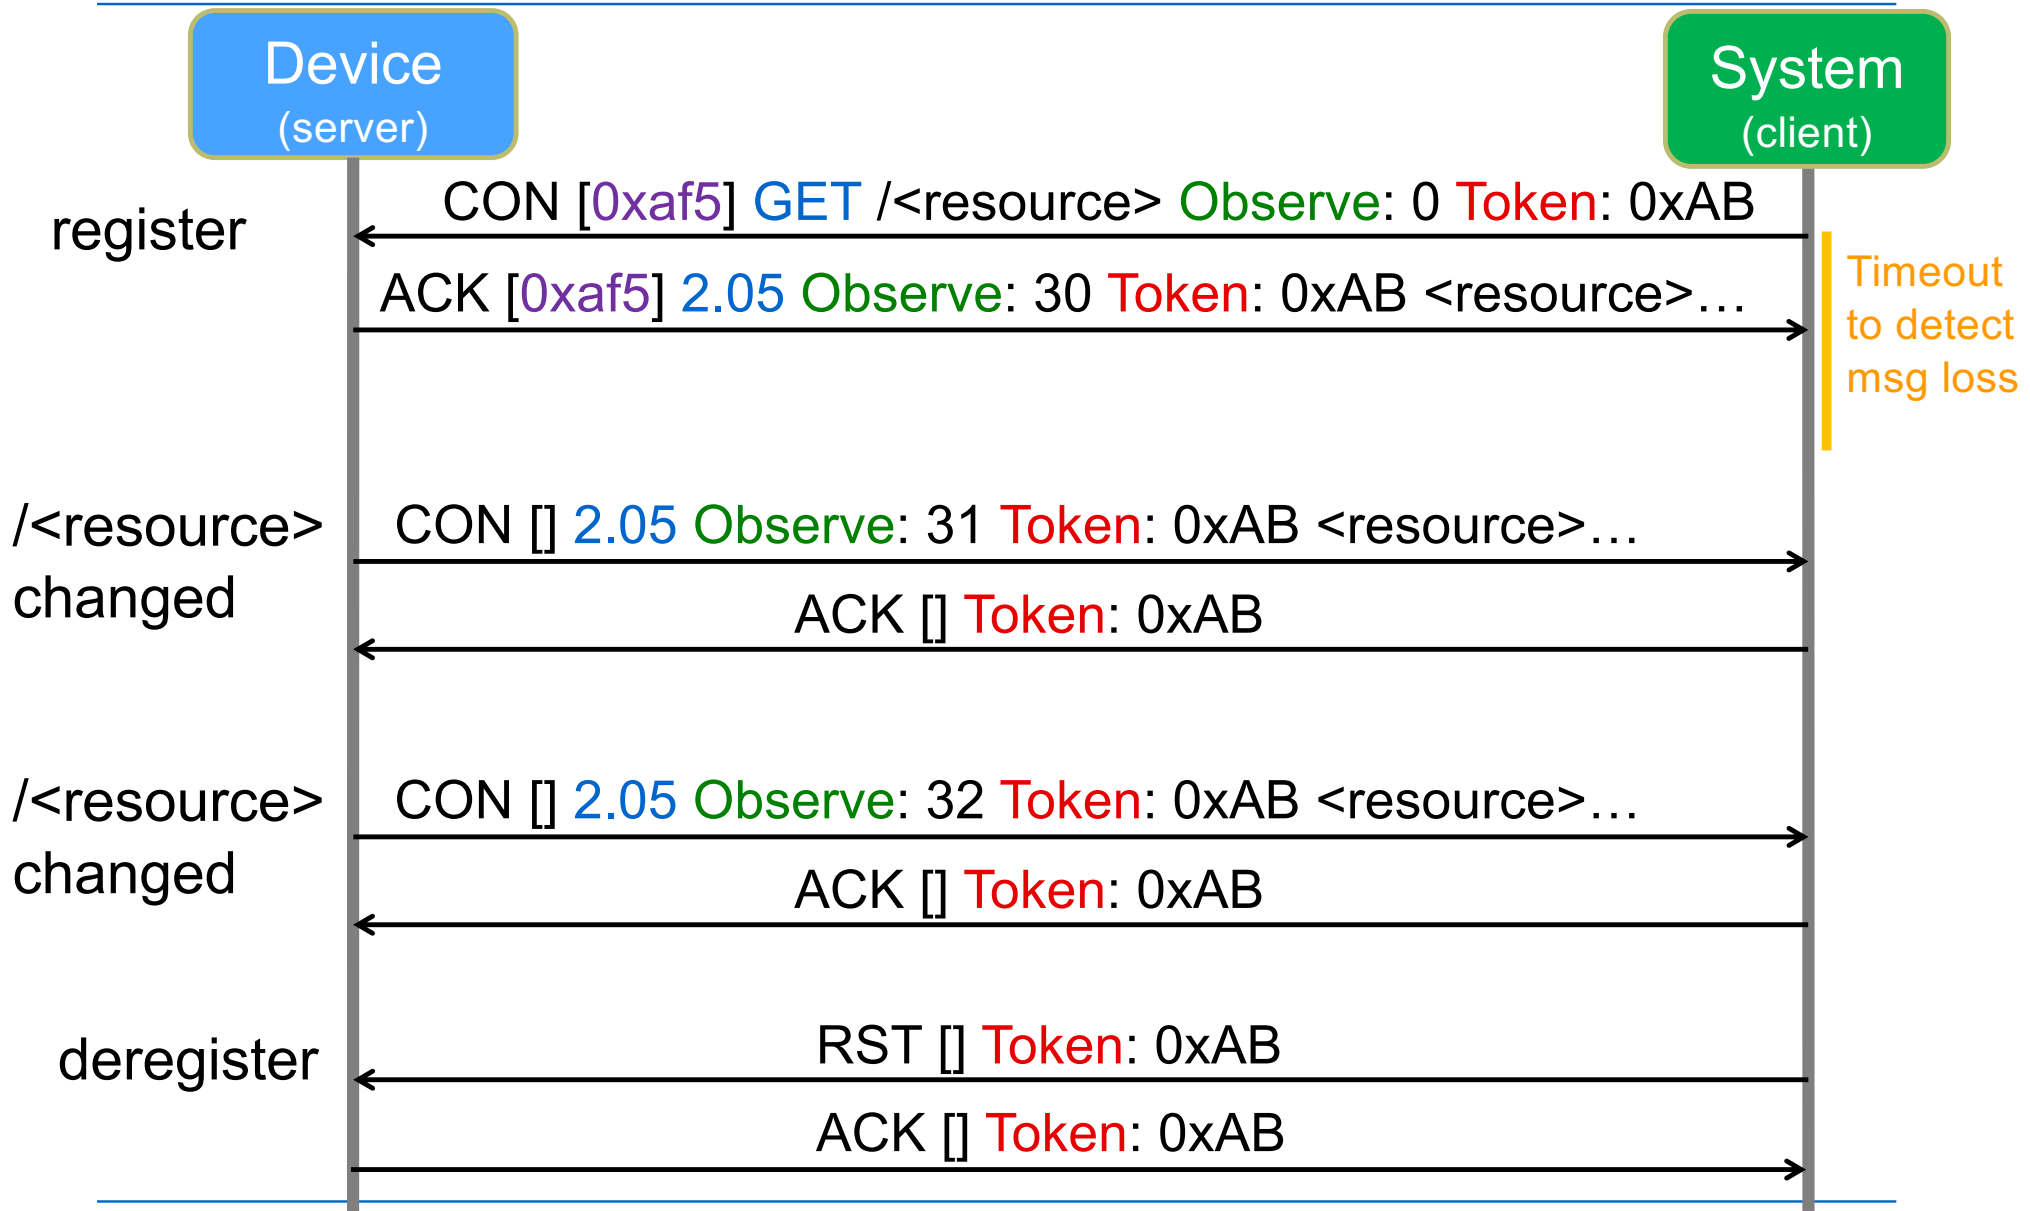 Device
(server)
System
(client)
register
CON [0xaf5] GET /<resource> Observe: 0 Token: 0xAB
ACK [0xaf5] 2.05 Observe: 30 Token: 0xAB <resource>…
Timeout
to detect
msg loss
/<resource>
changed
CON [] 2.05 Observe: 31 Token: 0xAB <resource>…
ACK [] Token: 0xAB
/<resource>
changed
CON [] 2.05 Observe: 32 Token: 0xAB <resource>…
ACK [] Token: 0xAB
deregister
RST [] Token: 0xAB
ACK [] Token: 0xAB